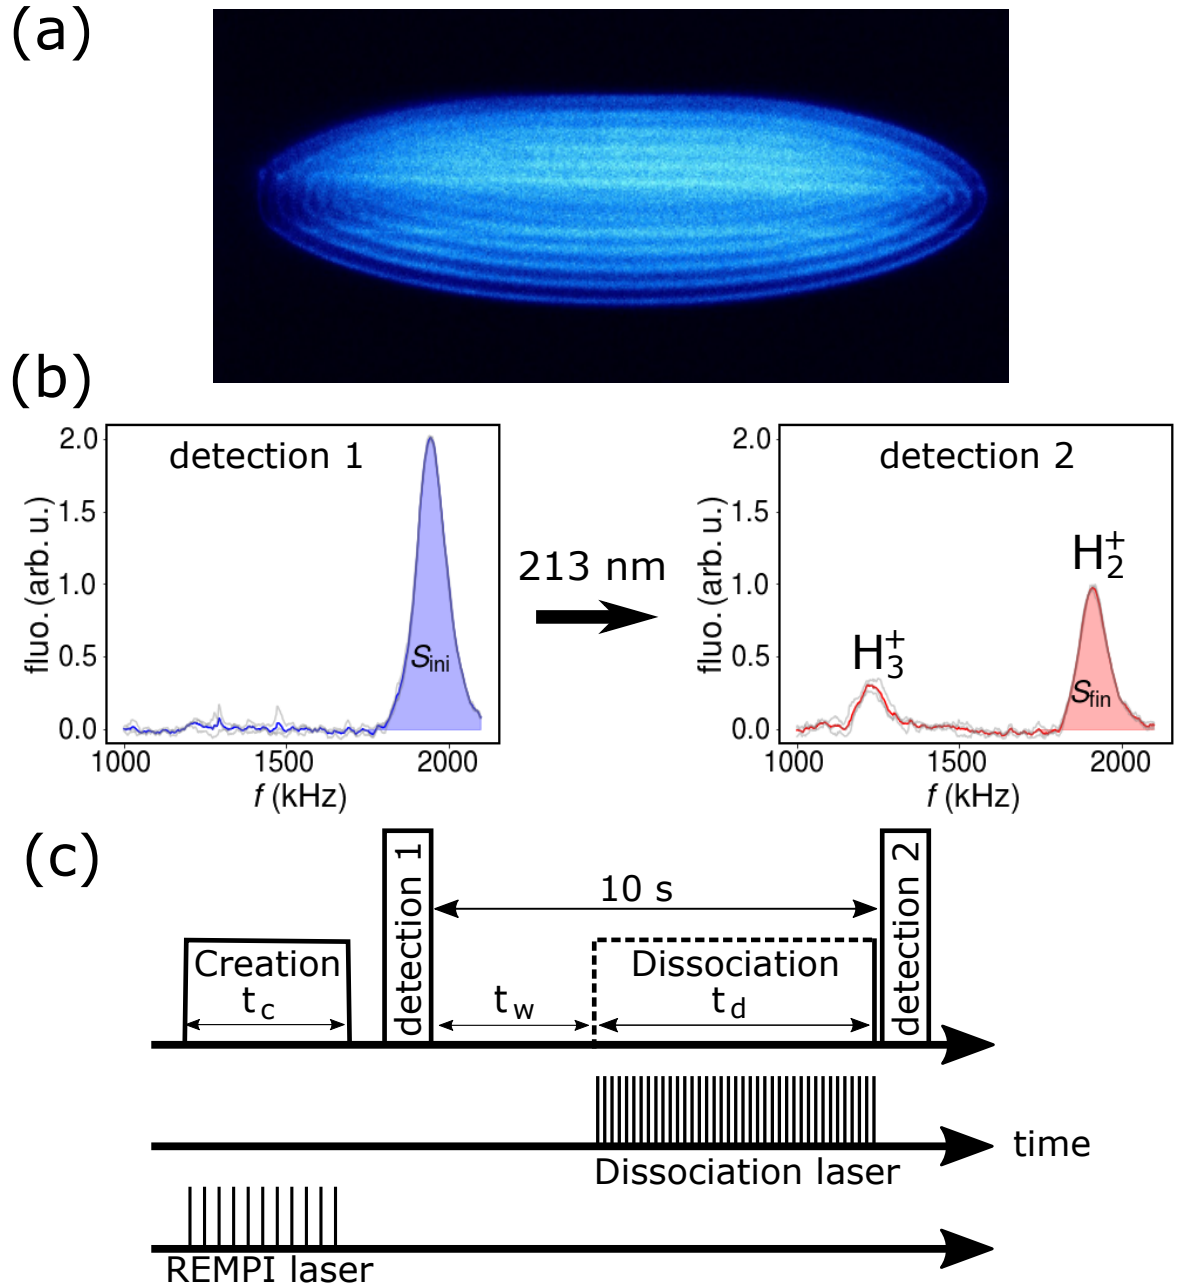 (a)
(b)
detection 1
fluo. (arb. u.)
2.0
1.5
1.0
0.5
0.0
S_ini
1000
1500
2000
f (kHz)
213 nm
detection 2
fluo. (arb. u.)
2.0
1.5
1.0
0.5
0.0
H₃⁺
H₂⁺
S_fin
1000
1500
2000
f (kHz)
(c)
Creation
t_c
detection 1
10 s
t_w
Dissociation
t_d
detection 2
time
Dissociation laser
REMPI laser